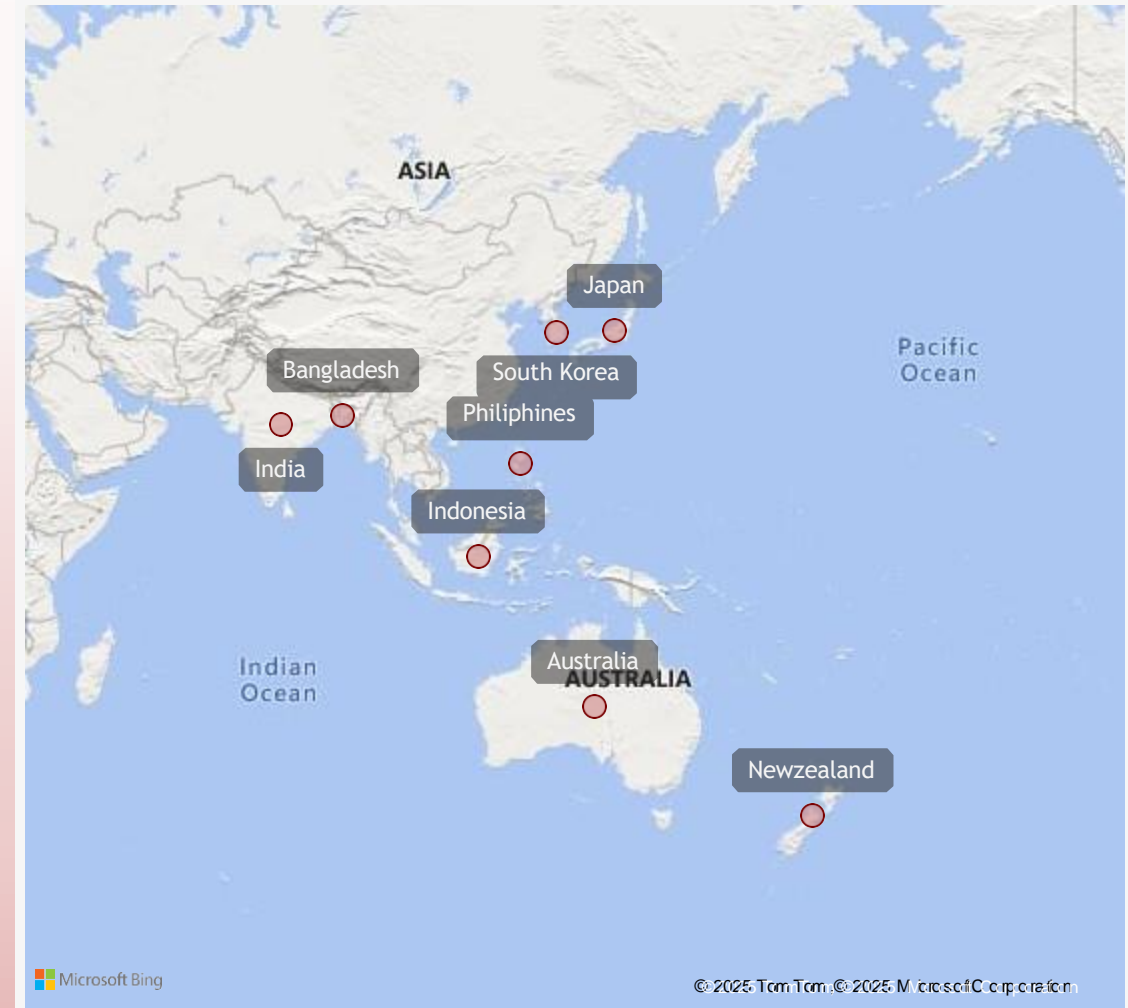 ASIA
Japan
Pacific
Ocean
Bangladesh
South Korea
Philiphines
India
Indonesia
Australia
AUSTRALIA
Indian
Ocean
Newzealand
Microsoft Bing
© 2025 TomTom, © 2025 Microsoft Corporation